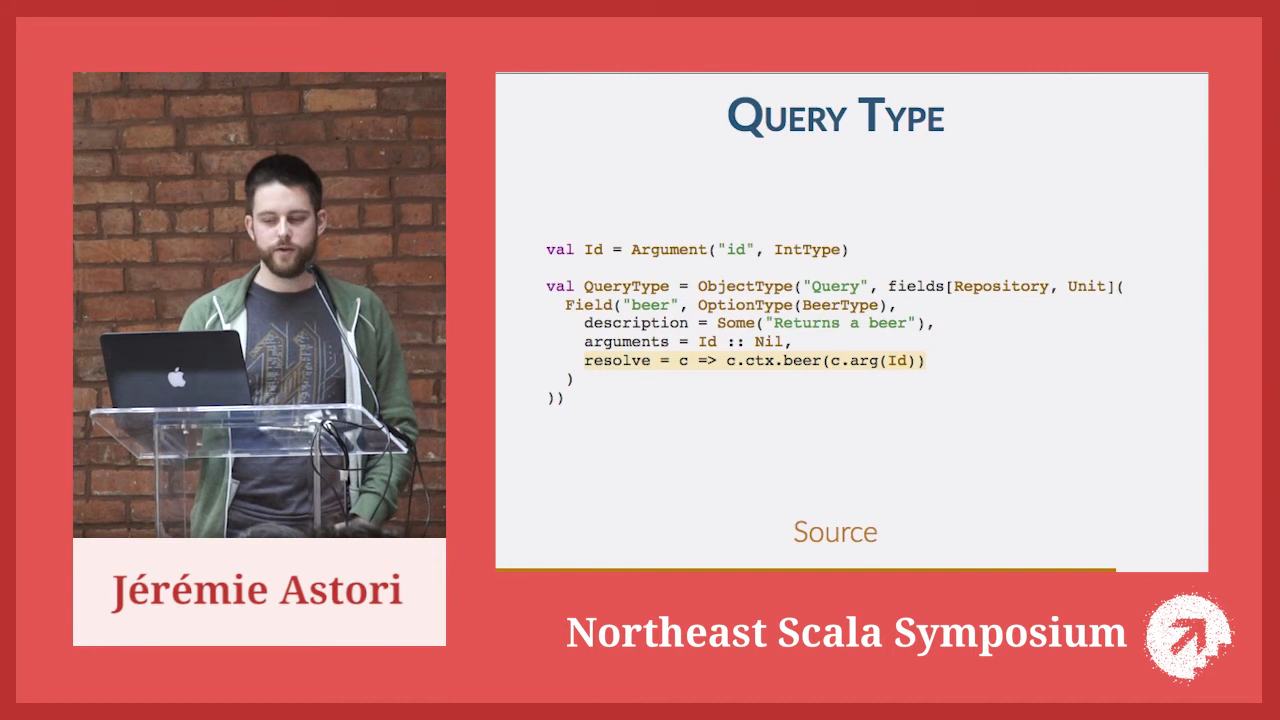 QUERY TYPE
val Id = Argument("id", IntType)
val QueryType = ObjectType("Query", fields[Repository, Unit](
Field("beer", OptionType(BeerType),
description = Some("Returns a beer"),
arguments = Id :: Nil,
resolve = c => c.ctx.beer(c.arg(Id))
)
))
Source
Jérémie Astori
Northeast Scala Symposium